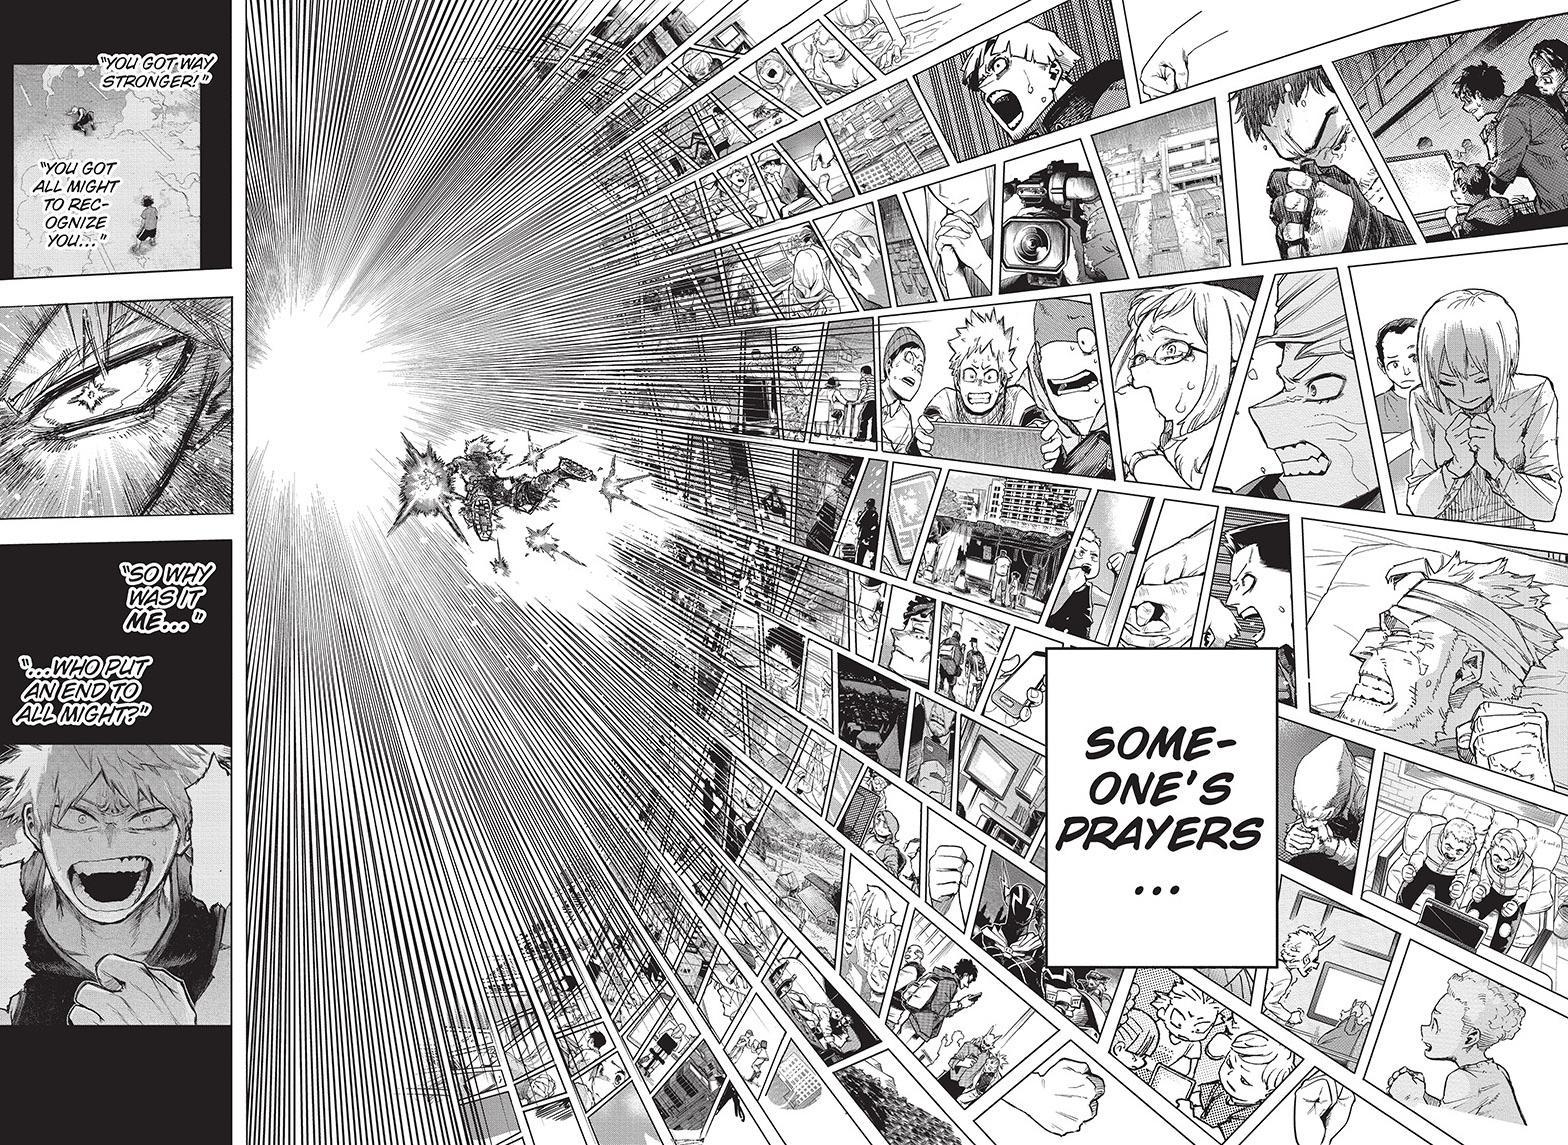 SOME-
ONE'S
PRAYERS
...
"YOU GOT WAY
STRONGER!"
"YOU GOT
ALL MIGHT
TO REC-
OGNIZE
YOU..."
"SO WHY
WAS IT
ME..."
"...WHO PUT
AN END TO
ALL MIGHT?"